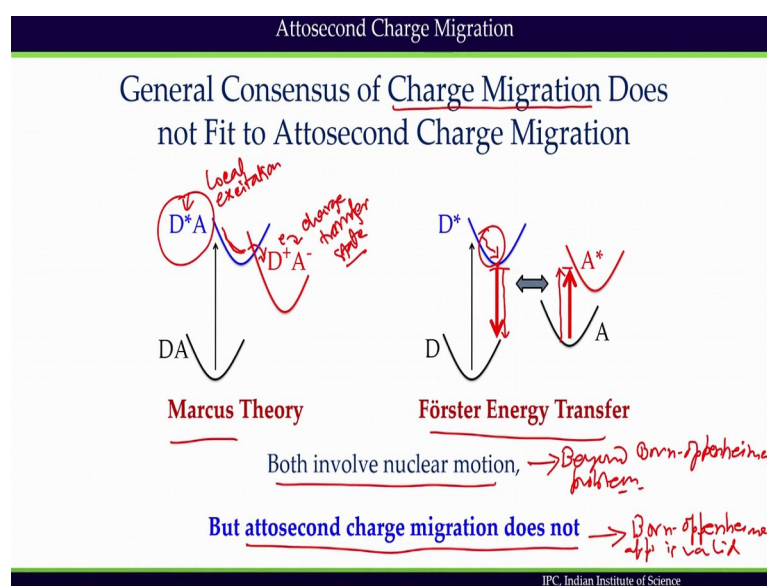 Attosecond Charge Migration
General Consensus of Charge Migration Does
not Fit to Attosecond Charge Migration
Local
excitation
D*A
charge
transfer
state
D⁺A⁻
DA
D*
A*
D
A
Marcus Theory
Förster Energy Transfer
Both involve nuclear motion,
Beyond Born-Oppenheime
problem
But attosecond charge migration does not
Born-oppenheime
app is valid
IPC, Indian Institute of Science